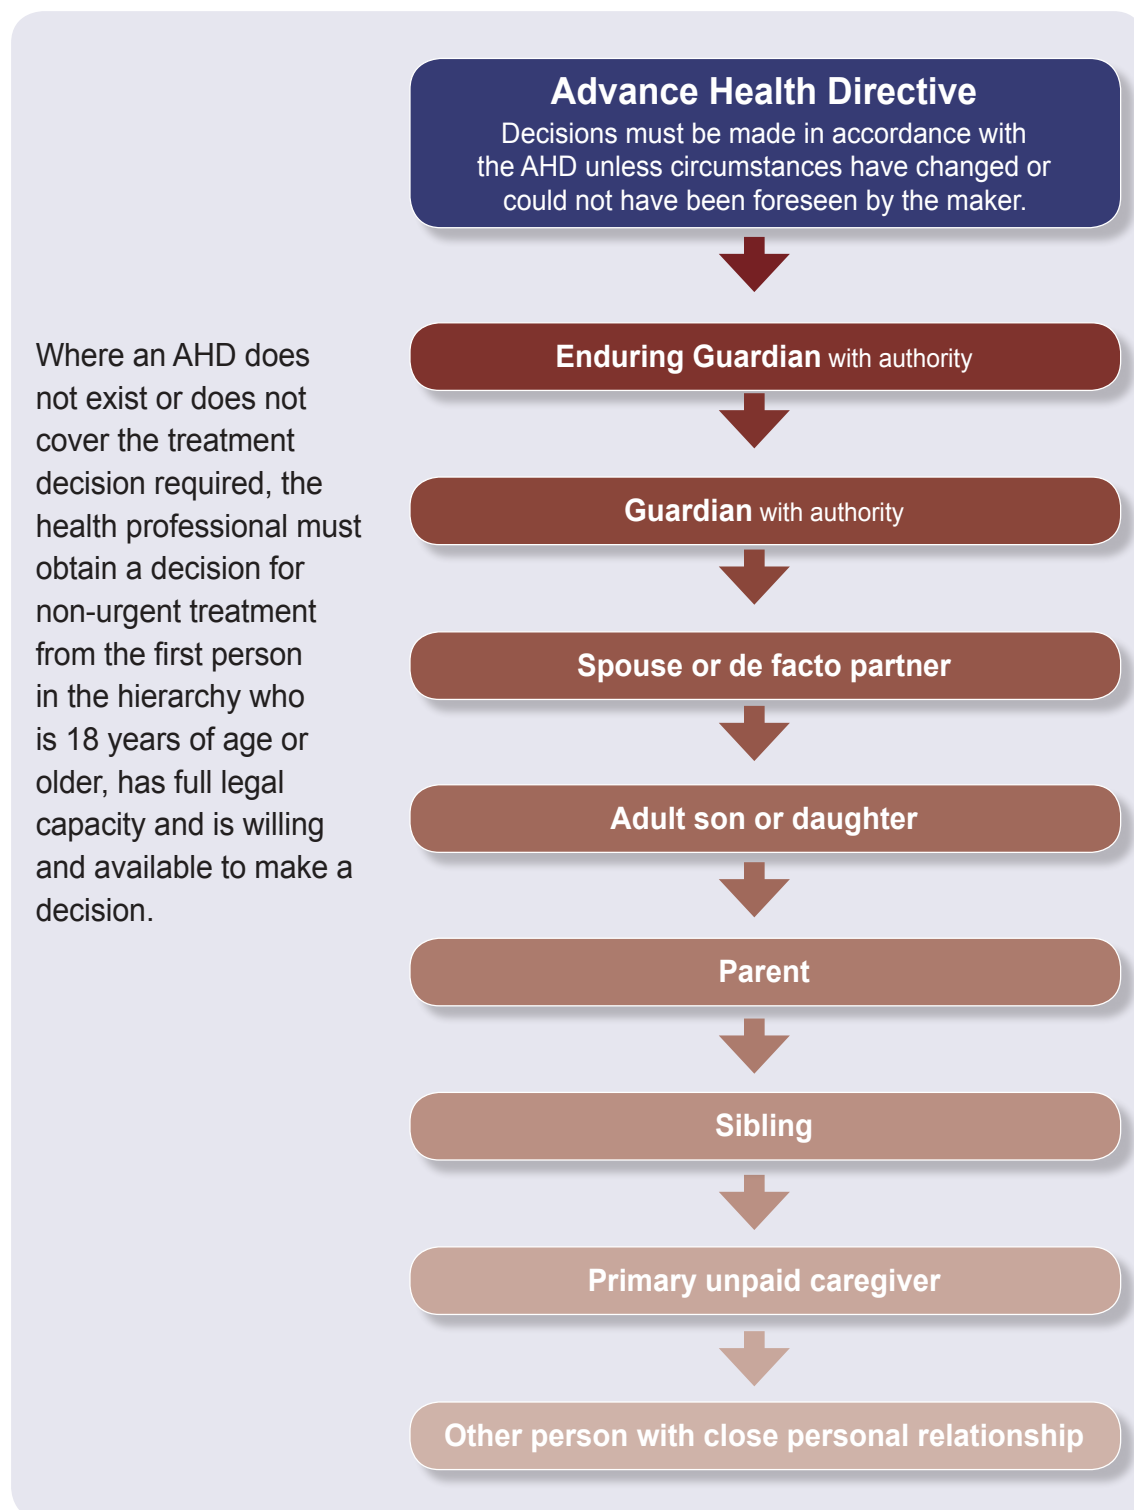 Advance Health Directive
Decisions must be made in accordance with
the AHD unless circumstances have changed or
could not have been foreseen by the maker.
Where an AHD does
not exist or does not
cover the treatment
decision required, the
health professional must
obtain a decision for
non-urgent treatment
from the first person
in the hierarchy who
is 18 years of age or
older, has full legal
capacity and is willing
and available to make a
decision.
Enduring Guardian with authority
Guardian with authority
Spouse or de facto partner
Adult son or daughter
Parent
Sibling
Primary unpaid caregiver
Other person with close personal relationship